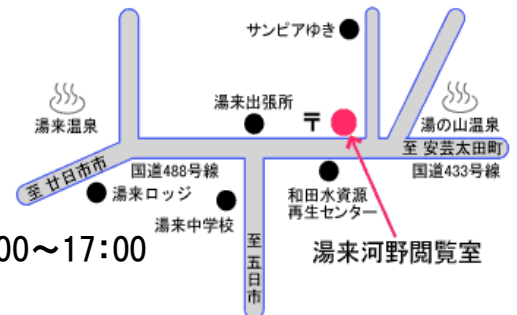 サンピアゆき
湯来出張所
〒
湯来温泉
湯の山温泉
至 安芸太田町
至 廿日市市
国道488号線
国道433号線
湯来ロッジ
和田水資源
再生センター
湯来中学校
至 五日市
00～17:00
湯来河野閲覧室